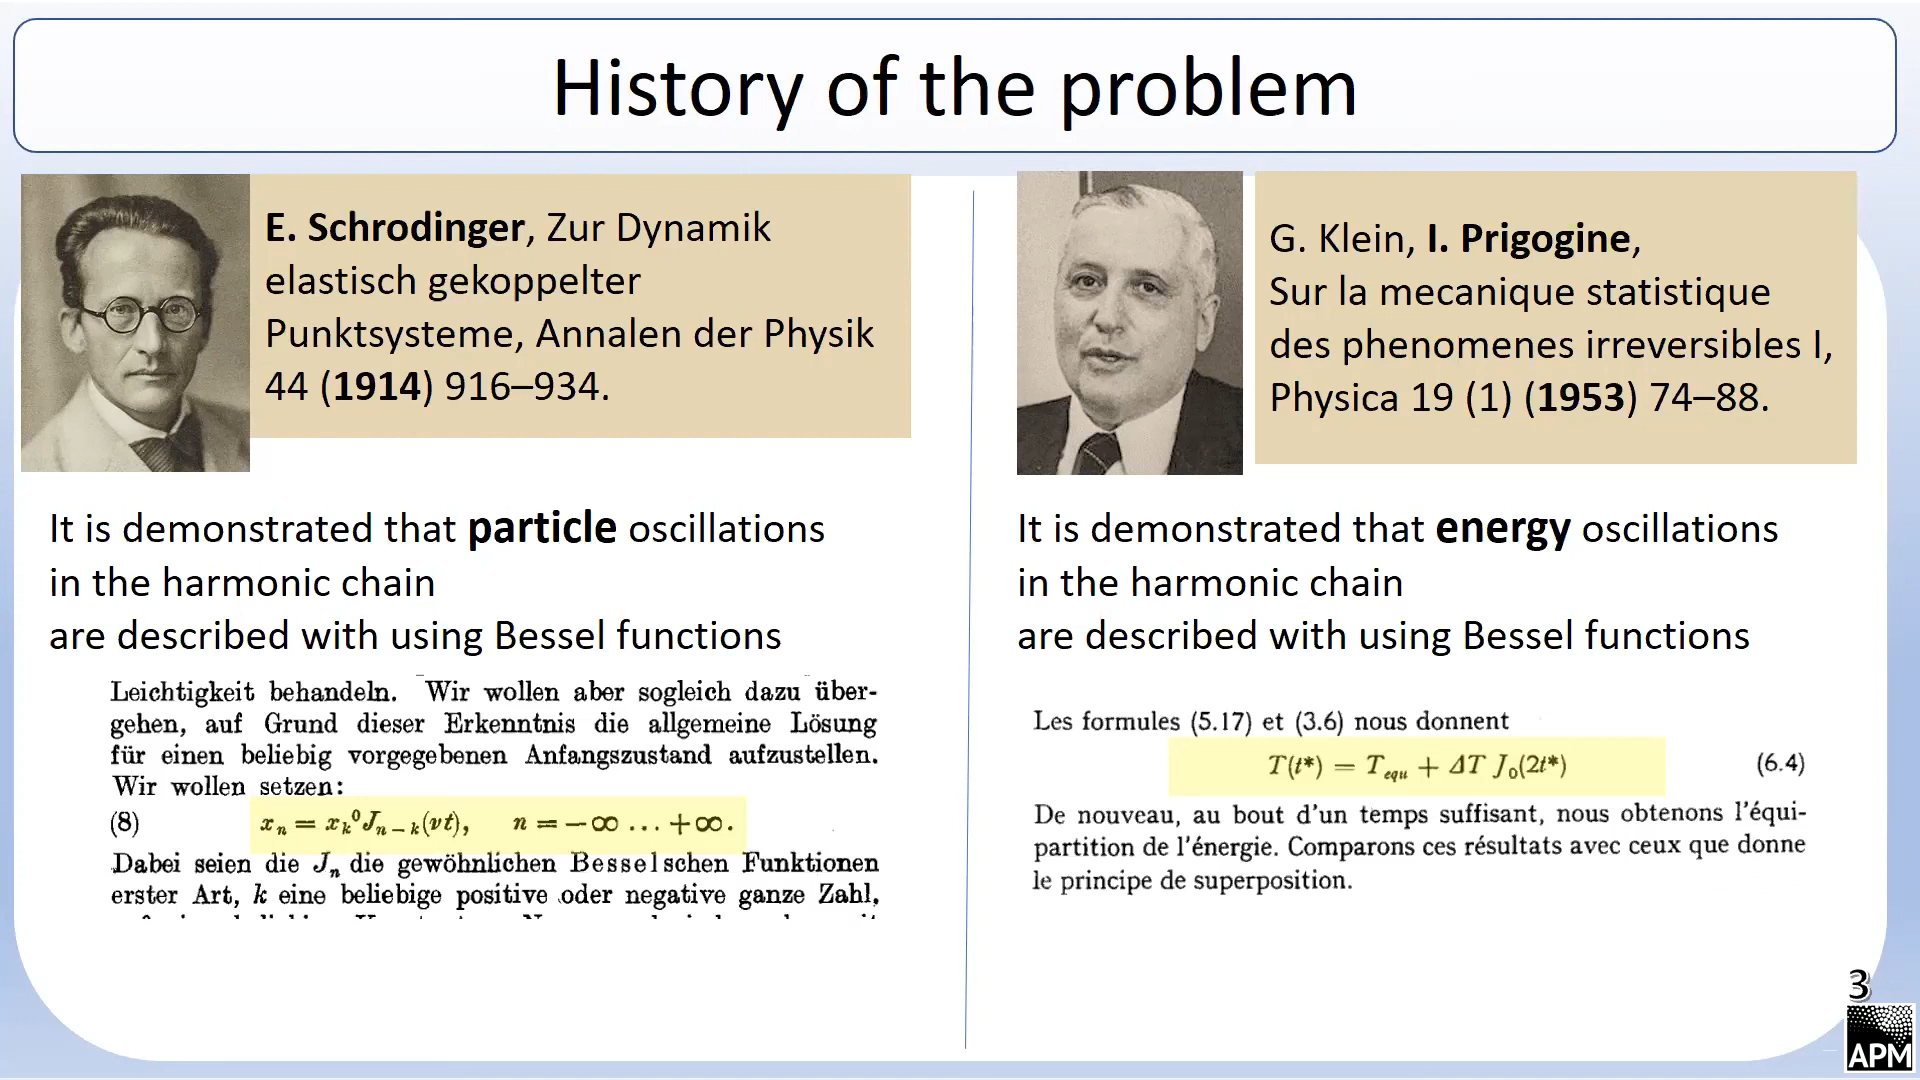 History of the problem
E. Schrodinger, Zur Dynamik
elastisch gekoppelter
Punktsysteme, Annalen der Physik
44 (1914) 916–934.
It is demonstrated that particle oscillations
in the harmonic chain
are described with using Bessel functions
Leichtigkeit behandeln. Wir wollen aber sogleich dazu über-
gehen, auf Grund dieser Erkenntnis die allgemeine Lösung
für einen beliebig vorgegebenen Anfangszustand aufzustellen.
Wir wollen setzen:
(8) xₙ = xₖ⁰Jₙ₋ₖ(νt), n = −∞ ... +∞.
Dabei seien die Jₙ die gewöhnlichen Besselschen Funktionen
erster Art, k eine beliebige positive oder negative ganze Zahl,
G. Klein, I. Prigogine,
Sur la mecanique statistique
des phenomenes irreversibles I,
Physica 19 (1) (1953) 74–88.
It is demonstrated that energy oscillations
in the harmonic chain
are described with using Bessel functions
Les formules (5.17) et (3.6) nous donnent
T(t*) = T_equ + ΔT J₀(2t*) (6.4)
De nouveau, au bout d'un temps suffisant, nous obtenons l'équi-
partition de l'énergie. Comparons ces résultats avec ceux que donne
le principe de superposition.
3
APM